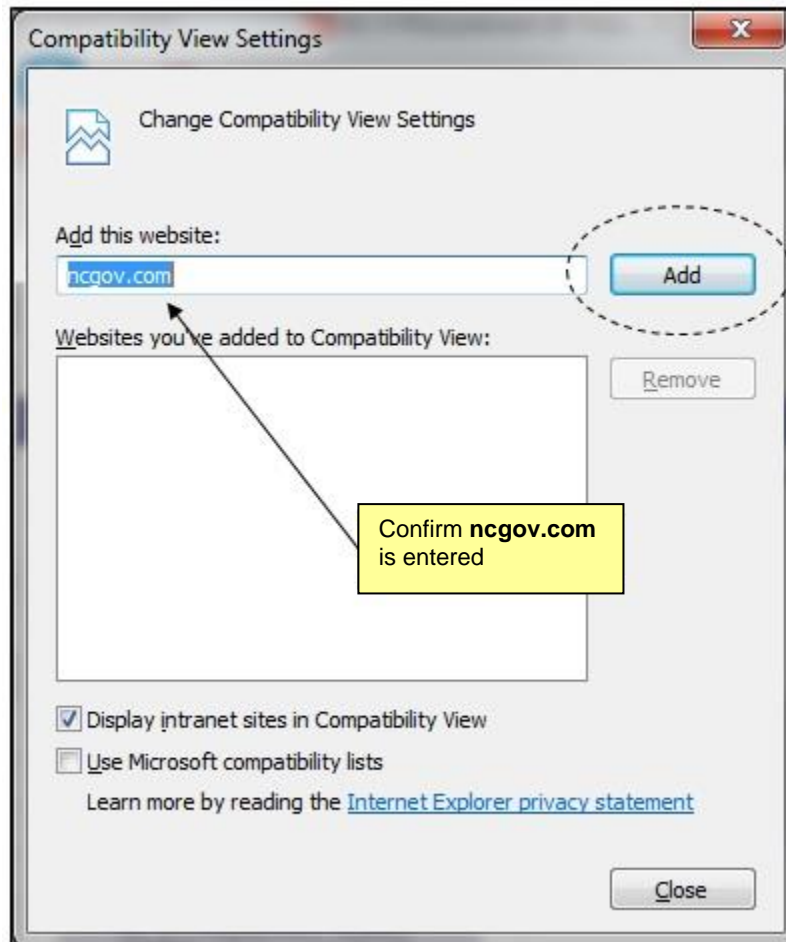 Compatibility View Settings
Change Compatibility View Settings
Add this website:
ncgov.com
Add
Websites you've added to Compatibility View:
Remove
Confirm ncgov.com
is entered
Display intranet sites in Compatibility View
Use Microsoft compatibility lists
Learn more by reading the Internet Explorer privacy statement
Close